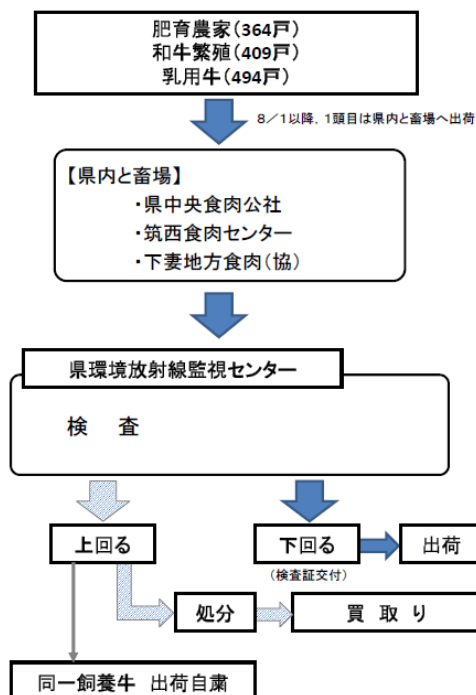 肥育農家(364戸)
和牛繁殖(409戸)
乳用牛(494戸)
8/1以降，1頭目は県内と畜場へ出荷
【県内と畜場】
・県中央食肉公社
・筑西食肉センター
・下妻地方食肉(協)
県環境放射線監視センター
検 査
上回る
下回る
出荷
(検査証交付)
処分
買 取 り
同一飼養牛 出荷自粛